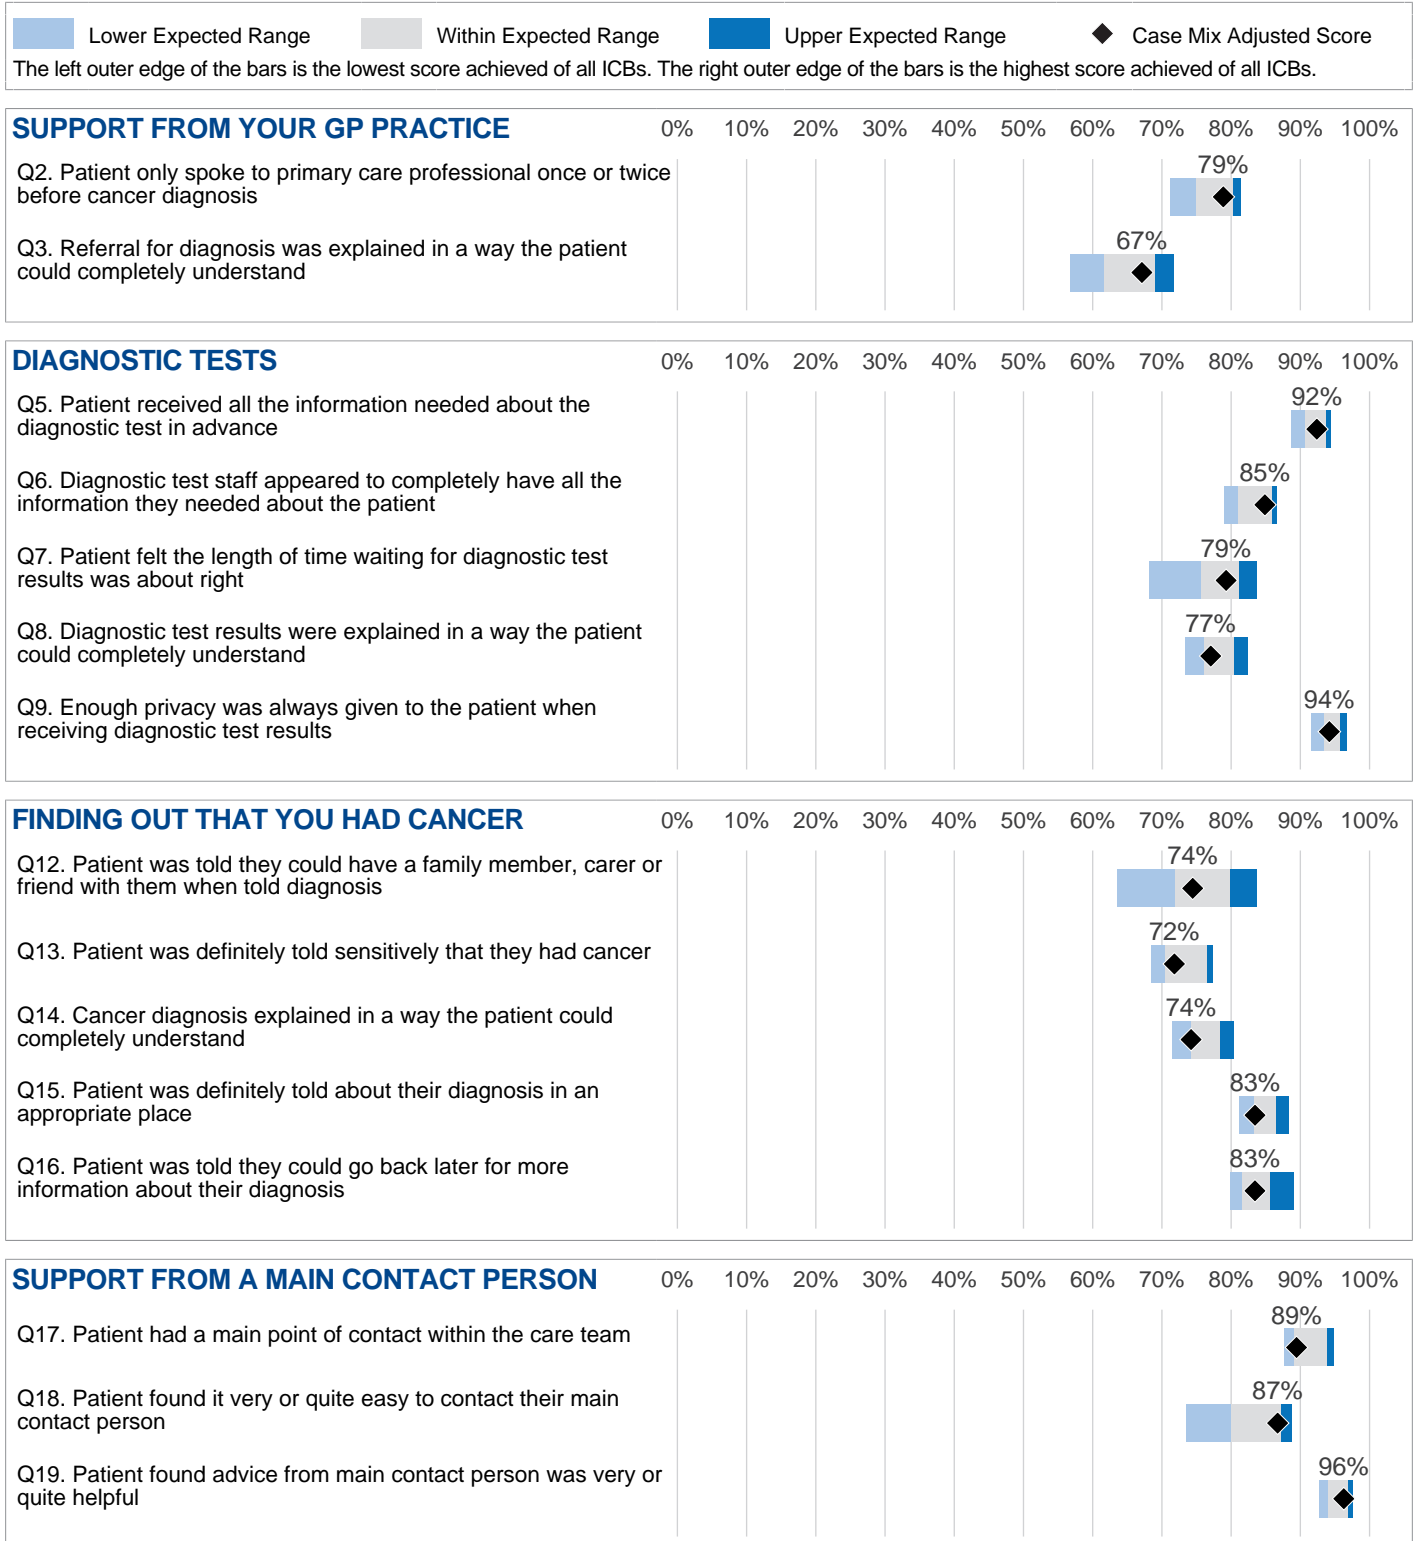 Lower Expected Range Within Expected Range Upper Expected Range Case Mix Adjusted Score
The left outer edge of the bars is the lowest score achieved of all ICBs. The right outer edge of the bars is the highest score achieved of all ICBs.
SUPPORT FROM YOUR GP PRACTICE 0% 10% 20% 30% 40% 50% 60% 70% 80% 90% 100%
Q2. Patient only spoke to primary care professional once or twice
before cancer diagnosis
79%
Q3. Referral for diagnosis was explained in a way the patient
could completely understand
67%
DIAGNOSTIC TESTS 0% 10% 20% 30% 40% 50% 60% 70% 80% 90% 100%
Q5. Patient received all the information needed about the
diagnostic test in advance
92%
Q6. Diagnostic test staff appeared to completely have all the
information they needed about the patient
85%
Q7. Patient felt the length of time waiting for diagnostic test
results was about right
79%
Q8. Diagnostic test results were explained in a way the patient
could completely understand
77%
Q9. Enough privacy was always given to the patient when
receiving diagnostic test results
94%
FINDING OUT THAT YOU HAD CANCER 0% 10% 20% 30% 40% 50% 60% 70% 80% 90% 100%
Q12. Patient was told they could have a family member, carer or
friend with them when told diagnosis
74%
Q13. Patient was definitely told sensitively that they had cancer
72%
Q14. Cancer diagnosis explained in a way the patient could
completely understand
74%
Q15. Patient was definitely told about their diagnosis in an
appropriate place
83%
Q16. Patient was told they could go back later for more
information about their diagnosis
83%
SUPPORT FROM A MAIN CONTACT PERSON 0% 10% 20% 30% 40% 50% 60% 70% 80% 90% 100%
Q17. Patient had a main point of contact within the care team
89%
Q18. Patient found it very or quite easy to contact their main
contact person
87%
Q19. Patient found advice from main contact person was very or
quite helpful
96%